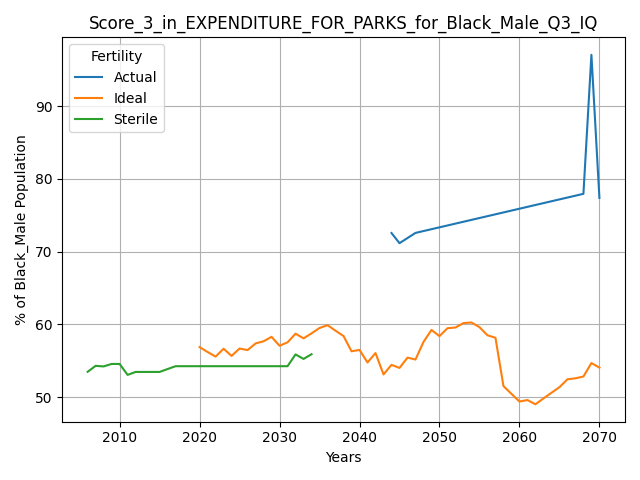 Score_3_in_EXPENDITURE_FOR_PARKS_for_Black_Male_Q3_IQ
Fertility
Actual
Ideal
Sterile
% of Black_Male Population
90
80
70
60
50
2010 2020 2030 2040 2050 2060 2070
Years